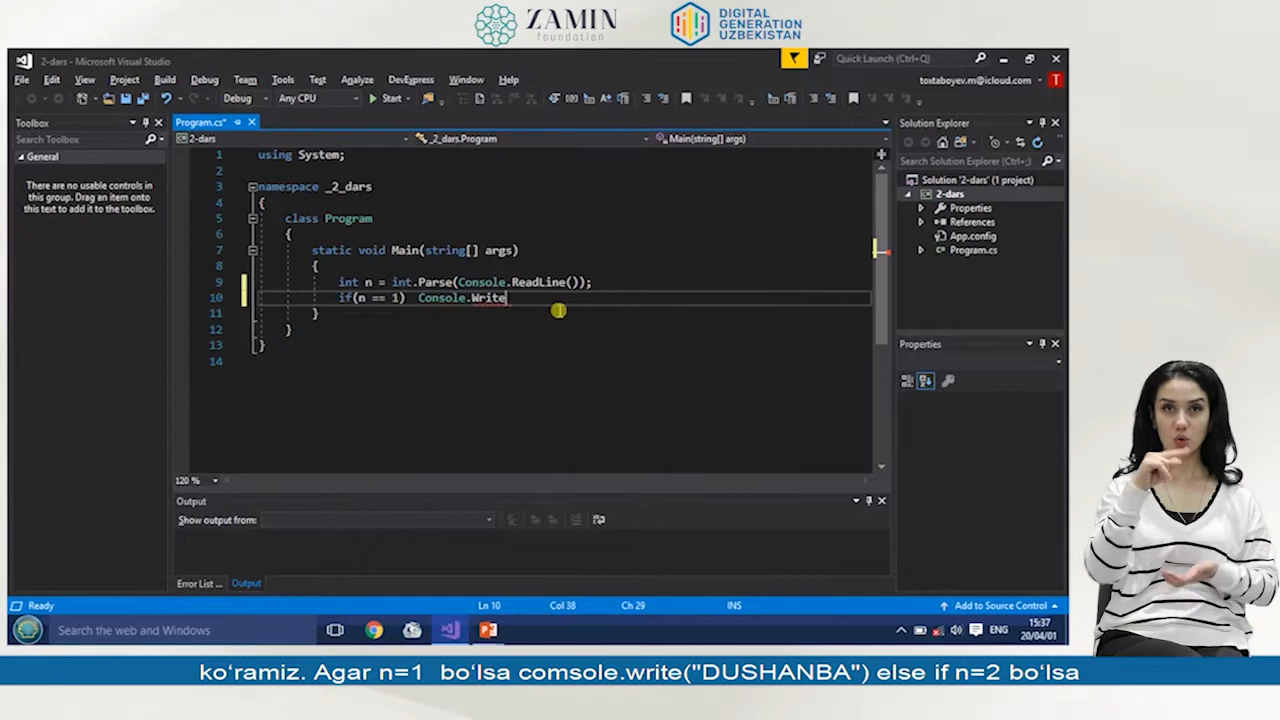 ZAMIN
foundation
DIGITAL
GENERATION
UZBEKISTAN
2-dars - Microsoft Visual Studio
Quick Launch (Ctrl+Q)
File Edit View Project Build Debug Team Tools Test Analyze DevExpress Window Help
toxtaboyev.m@icloud.com T
Debug Any CPU Start
Toolbox
Search Toolbox
General
There are no usable controls in
this group. Drag an item onto
this text to add it to the toolbox.
Program.cs*
2-dars _2_dars.Program Main(string[] args)
1 using System;
2
3 namespace _2_dars
4 {
5 class Program
6 {
7 static void Main(string[] args)
8 {
9 int n = int.Parse(Console.ReadLine());
10 if(n == 1)  Console.Write
11 }
12 }
13 }
14
120 %
Output
Show output from:
Error List ... Output
Solution Explorer
Search Solution Explorer (Ctrl+;)
Solution '2-dars' (1 project)
2-dars
Properties
References
App.config
Program.cs
Properties
Ready Ln 10 Col 38 Ch 29 INS Add to Source Control
Search the web and Windows
ENG 15:37
20/04/01
ko‘ramiz. Agar n=1  bo‘lsa comsole.write("DUSHANBA") else if n=2 bo‘lsa